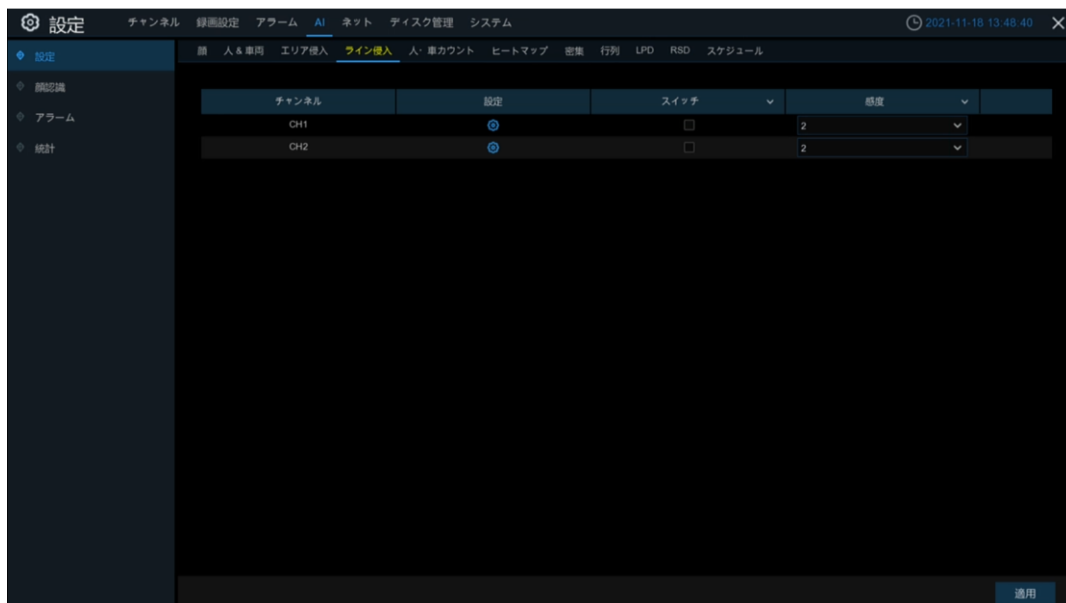 設定 チャンネル 録画設定 アラーム AI ネット ディスク管理 システム 2021-11-18 13:48:40
設定 顔 人&車両 エリア侵入 ライン侵入 人・車カウント ヒートマップ 密集 行列 LPD RSD スケジュール
顔認識
アラーム
統計
チャンネル 設定 スイッチ 感度
CH1 2
CH2 2
適用